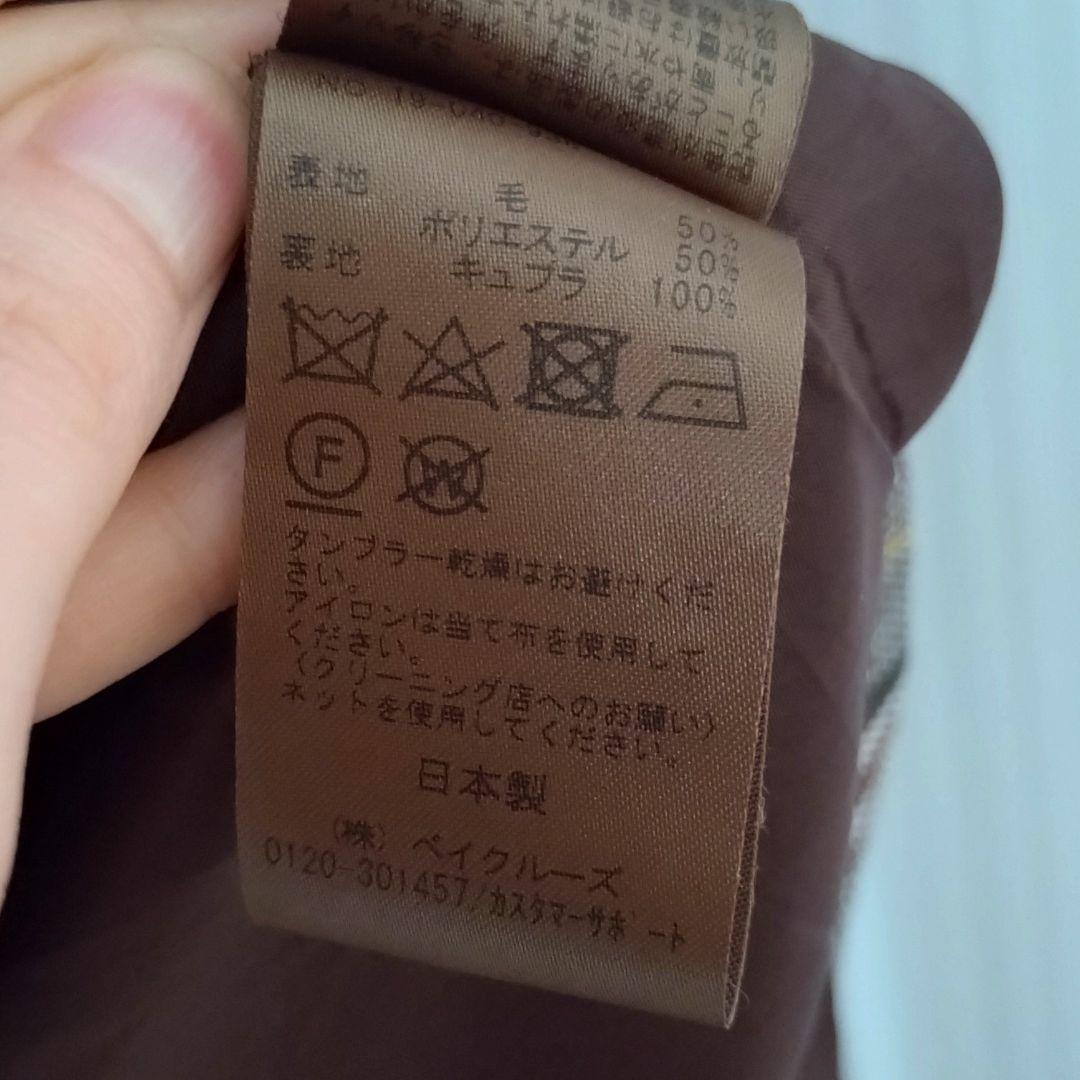 表地 毛 50%
ポリエステル 50%
裏地 キュプラ 100%
F
W
タンブラー乾燥はお避けくだ
さい。
アイロンは当て布を使用して
ください。
(クリーニング店へのお願い)
ネットを使用してください。
日本製
(株) ベイクルーズ
0120-301457/カスタマーサポート